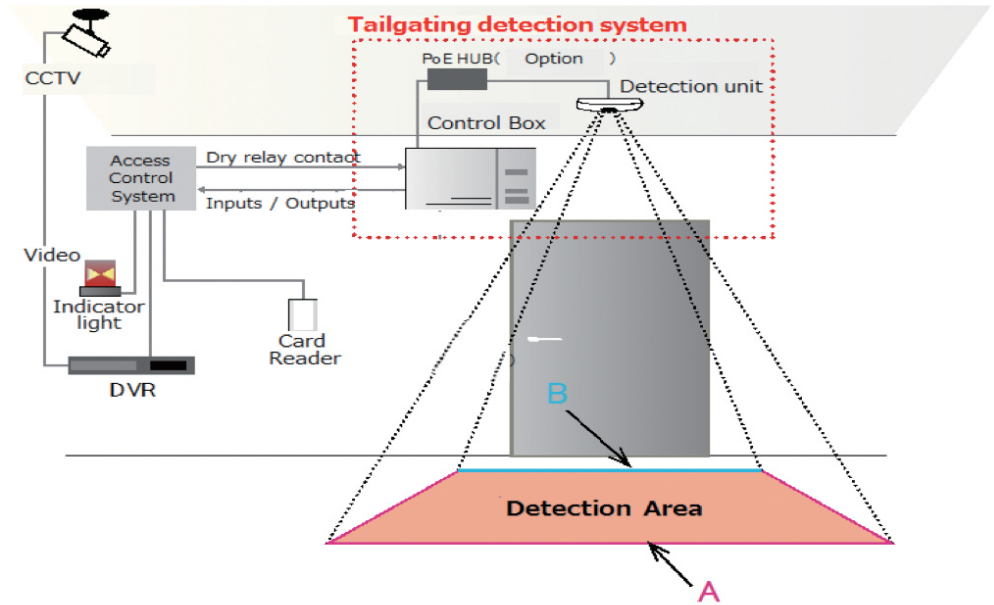 Tailgating detection system
PoE HUB( Option )
CCTV
Detection unit
Control Box
Access
Control
System
Dry relay contact
Inputs / Outputs
Video
Indicator
light
Card
Reader
DVR
B
Detection Area
A